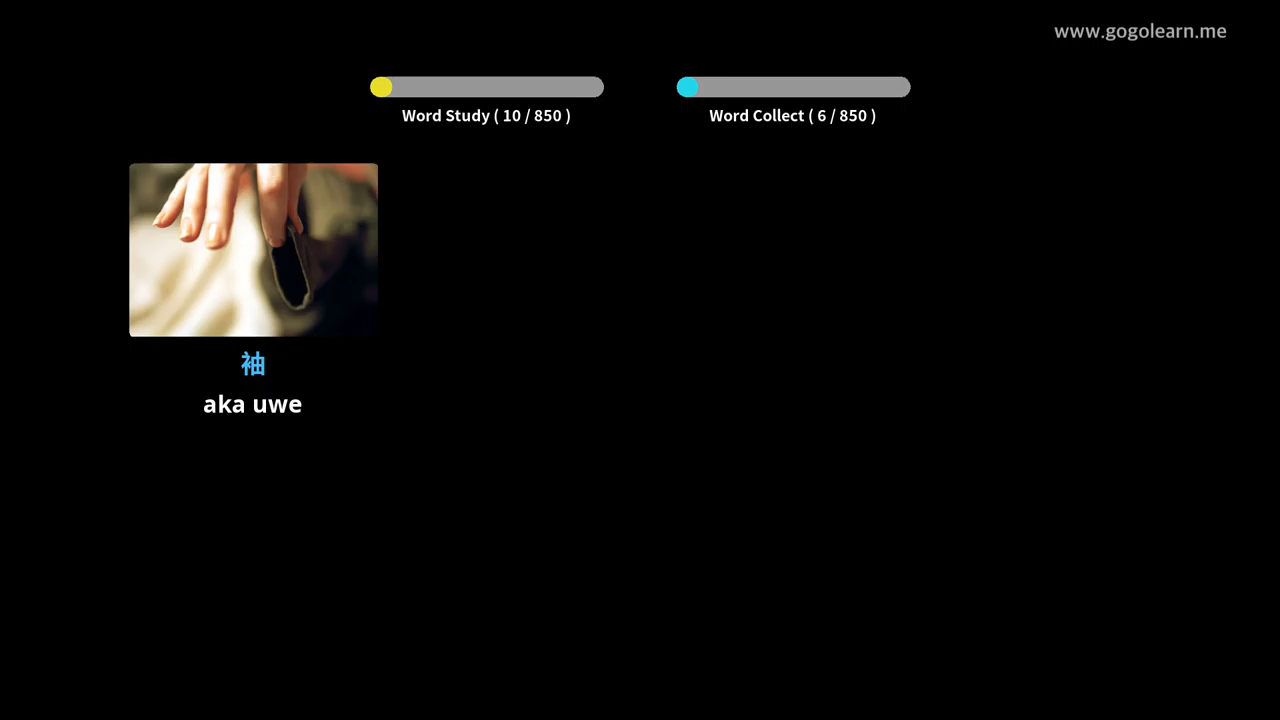 www.gogolearn.me
Word Study ( 10 / 850 )
Word Collect ( 6 / 850 )
袖
aka uwe